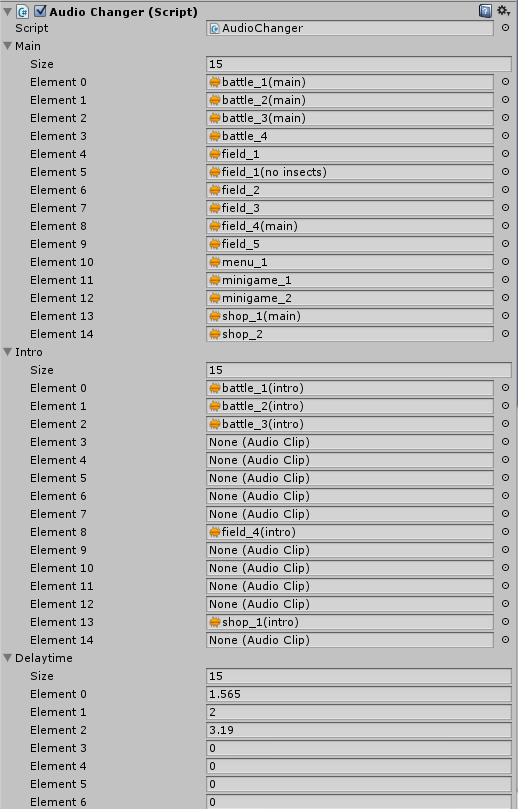 Audio Changer (Script)
Script AudioChanger
Main
Size 15
Element 0 battle_1(main)
Element 1 battle_2(main)
Element 2 battle_3(main)
Element 3 battle_4
Element 4 field_1
Element 5 field_1(no insects)
Element 6 field_2
Element 7 field_3
Element 8 field_4(main)
Element 9 field_5
Element 10 menu_1
Element 11 minigame_1
Element 12 minigame_2
Element 13 shop_1(main)
Element 14 shop_2
Intro
Size 15
Element 0 battle_1(intro)
Element 1 battle_2(intro)
Element 2 battle_3(intro)
Element 3 None (Audio Clip)
Element 4 None (Audio Clip)
Element 5 None (Audio Clip)
Element 6 None (Audio Clip)
Element 7 None (Audio Clip)
Element 8 field_4(intro)
Element 9 None (Audio Clip)
Element 10 None (Audio Clip)
Element 11 None (Audio Clip)
Element 12 None (Audio Clip)
Element 13 shop_1(intro)
Element 14 None (Audio Clip)
Delaytime
Size 15
Element 0 1.565
Element 1 2
Element 2 3.19
Element 3 0
Element 4 0
Element 5 0
Element 6 0